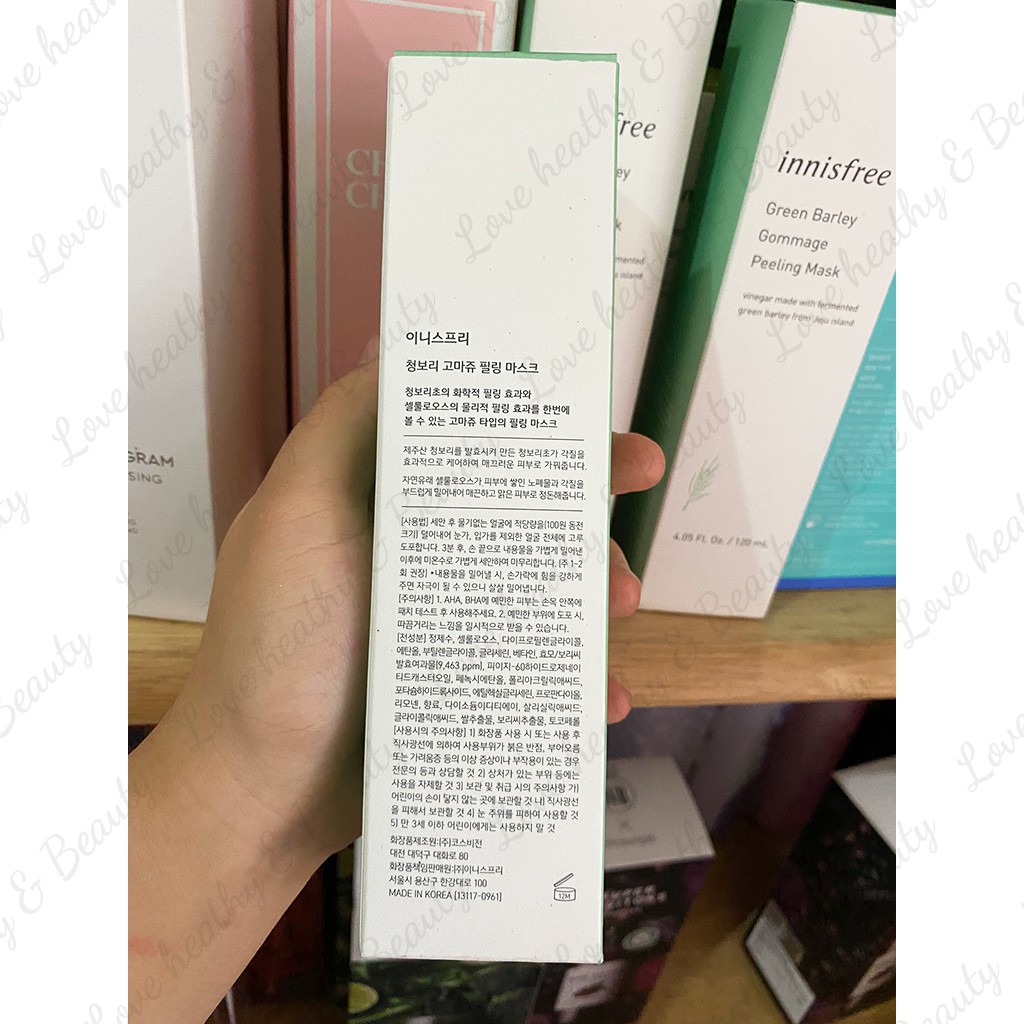 이니스프리
청보리 고마쥬 필링 마스크
청보리초의 화학적 필링 효과와
셀룰로오스의 물리적 필링 효과를 한번에
볼 수 있는 고마쥬 타입의 필링 마스크
제주산 청보리를 발효시켜 만든 청보리초가 각질을
효과적으로 케어하여 매끄러운 피부로 가꿔줍니다.
자연유래 셀룰로오스가 피부에 쌓인 노폐물과 각질을
부드럽게 밀어내어 매끈하고 맑은 피부로 정돈해줍니다.
[사용법] 세안 후 물기없는 얼굴에 적당량을(100원 동전
크기) 덜어내어 눈가, 입가를 제외한 얼굴 전체에 고루
도포합니다. 3분 후, 손 끝으로 내용물을 가볍게 밀어낸
이후에 미온수로 가볍게 세안하여 마무리합니다. (주 1-2
회 권장) •내용물을 밀어낼 시, 손가락에 힘을 강하게
주면 자극이 될 수 있으니 살살 밀어냅니다.
[주의사항] 1. AHA, BHA에 예민한 피부는 손목 안쪽에
패치 테스트 후 사용해주세요. 2. 예민한 부위에 도포 시,
따끔거리는 느낌을 일시적으로 받을 수 있습니다.
[전성분] 정제수, 셀룰로오스, 다이프로필렌글라이콜,
에탄올, 부틸렌글라이콜, 글리세린, 베타인, 효모/보리씨
발효여과물(9,463 ppm), 피이지-60하이드로제네이
티드캐스터오일, 페녹시에탄올, 폴리아크릴릭애씨드,
포타슘하이드록사이드, 에틸헥실글리세린, 프로판다이올,
리모넨, 향료, 다이소듐이디티에이, 살리실릭애씨드,
글라이콜릭애씨드, 쌀추출물, 보리씨추출물, 토코페롤
[사용시의 주의사항] 1) 화장품 사용 시 또는 사용 후
직사광선에 의하여 사용부위가 붉은 반점, 부어오름
또는 가려움증 등의 이상 증상이나 부작용이 있는 경우
전문의 등과 상담할 것 2) 상처가 있는 부위 등에는
사용을 자제할 것 3) 보관 및 취급 시의 주의사항 가)
어린이의 손이 닿지 않는 곳에 보관할 것 나) 직사광선
을 피해서 보관할 것 4) 눈 주위를 피하여 사용할 것
5) 만 3세 이하 어린이에게는 사용하지 말 것
화장품제조원:(주)코스비전
대전 대덕구 대화로 80
화장품책임판매원:(주)이니스프리
서울시 용산구 한강대로 100
MADE IN KOREA [13117-0961]
12M
innisfree
Green Barley
Gommage
Peeling Mask
vinegar made with fermented
green barley from Jeju island
4.05 FL. Oz. / 120 mL
free
GRAM
SING
Love heathy & Beauty